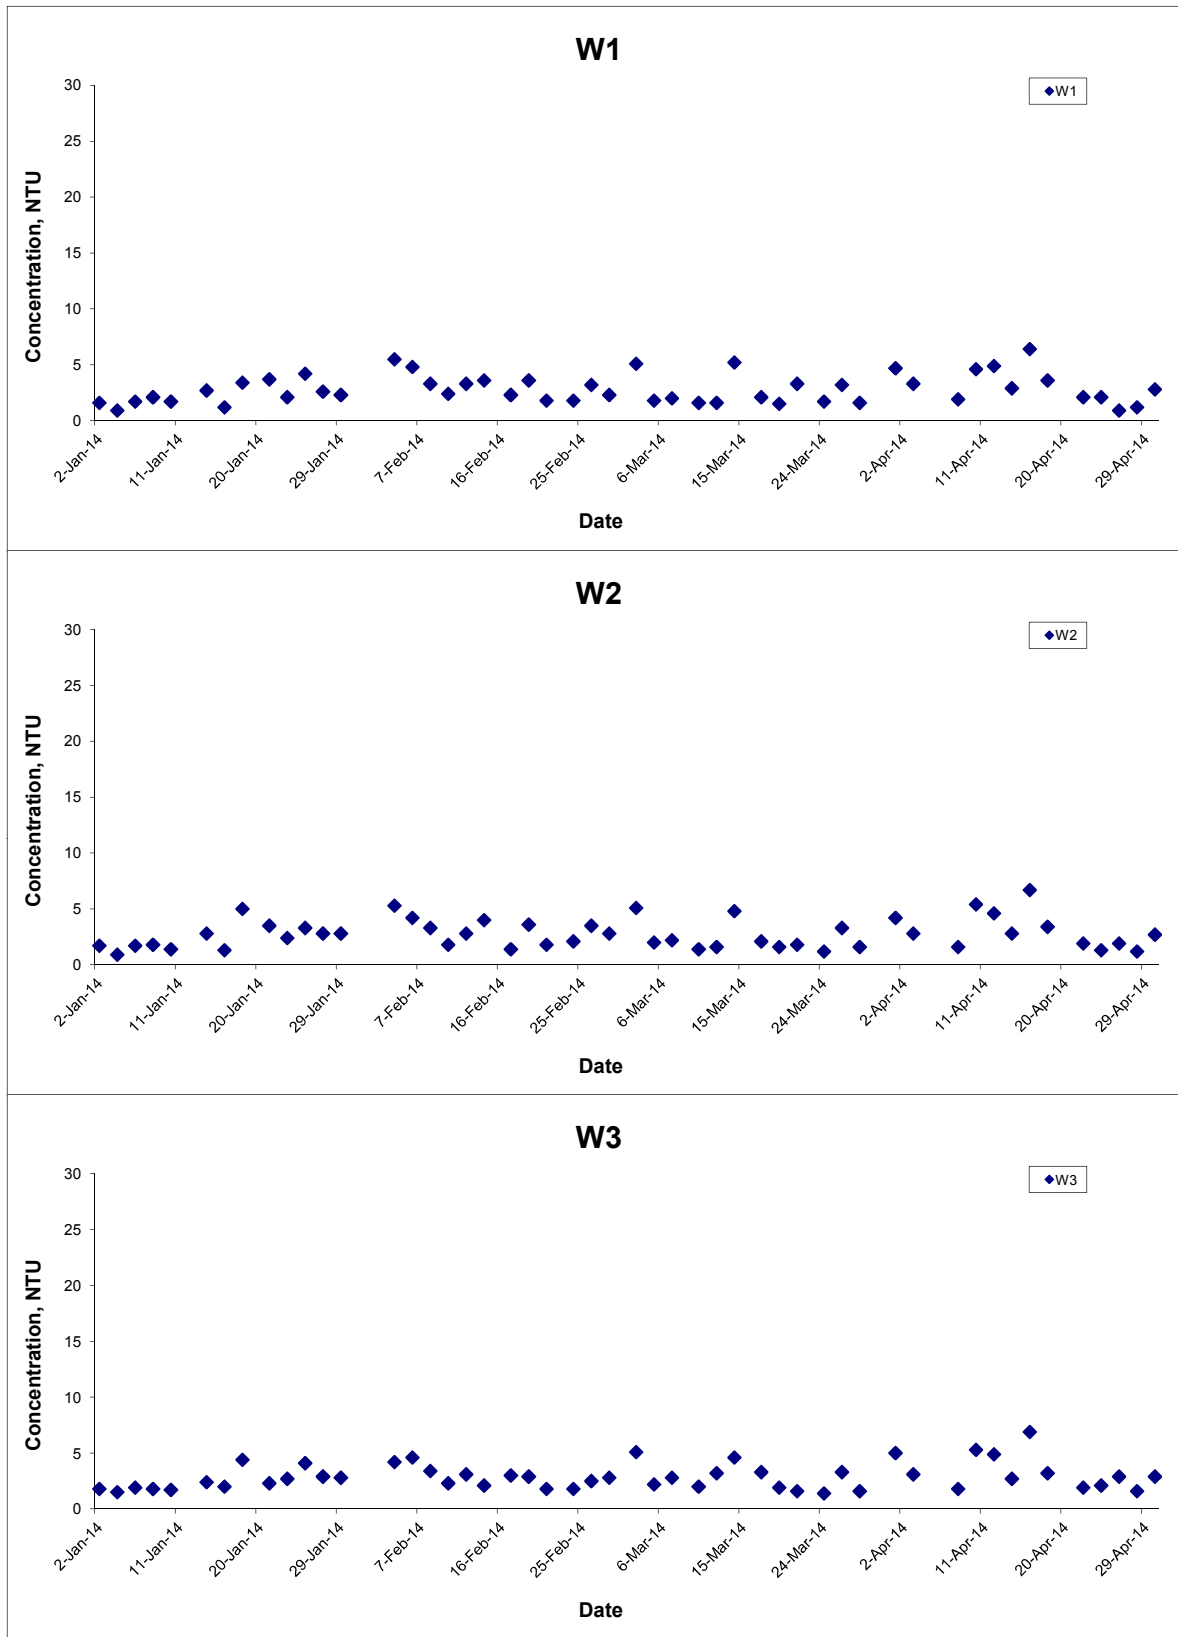 W1
30
25
20
15
10
5
0
Concentration, NTU
W1
2-Jan-14
11-Jan-14
20-Jan-14
29-Jan-14
7-Feb-14
16-Feb-14
25-Feb-14
6-Mar-14
15-Mar-14
24-Mar-14
2-Apr-14
11-Apr-14
20-Apr-14
29-Apr-14
Date
W2
30
25
20
15
10
5
0
Concentration, NTU
W2
2-Jan-14
11-Jan-14
20-Jan-14
29-Jan-14
7-Feb-14
16-Feb-14
25-Feb-14
6-Mar-14
15-Mar-14
24-Mar-14
2-Apr-14
11-Apr-14
20-Apr-14
29-Apr-14
Date
W3
30
25
20
15
10
5
0
Concentration, NTU
W3
2-Jan-14
11-Jan-14
20-Jan-14
29-Jan-14
7-Feb-14
16-Feb-14
25-Feb-14
6-Mar-14
15-Mar-14
24-Mar-14
2-Apr-14
11-Apr-14
20-Apr-14
29-Apr-14
Date